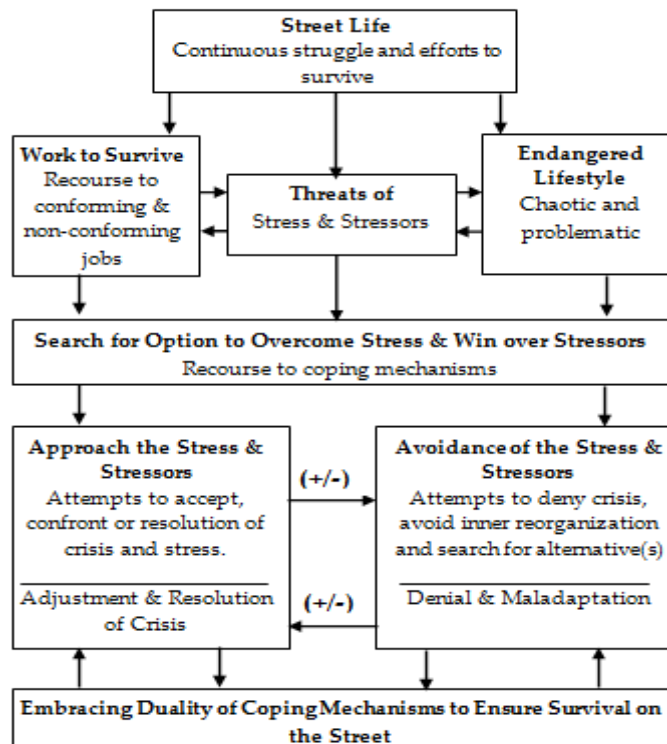 Street Life
Continuous struggle and efforts to
survive
Work to Survive
Recourse to
conforming &
non-conforming
jobs
Threats of
Stress & Stressors
Endangered
Lifestyle
Chaotic and
problematic
Search for Option to Overcome Stress & Win over Stressors
Recourse to coping mechanisms
Approach the Stress &
Stressors
Attempts to accept,
confront or resolution of
crisis and stress.
Adjustment & Resolution
of Crisis
(+/-)
(+/-)
Avoidance of the Stress &
Stressors
Attempts to deny crisis,
avoid inner reorganization
and search for alternative(s)
Denial & Maladaptation
Embracing Duality of Coping Mechanisms to Ensure Survival on
the Street